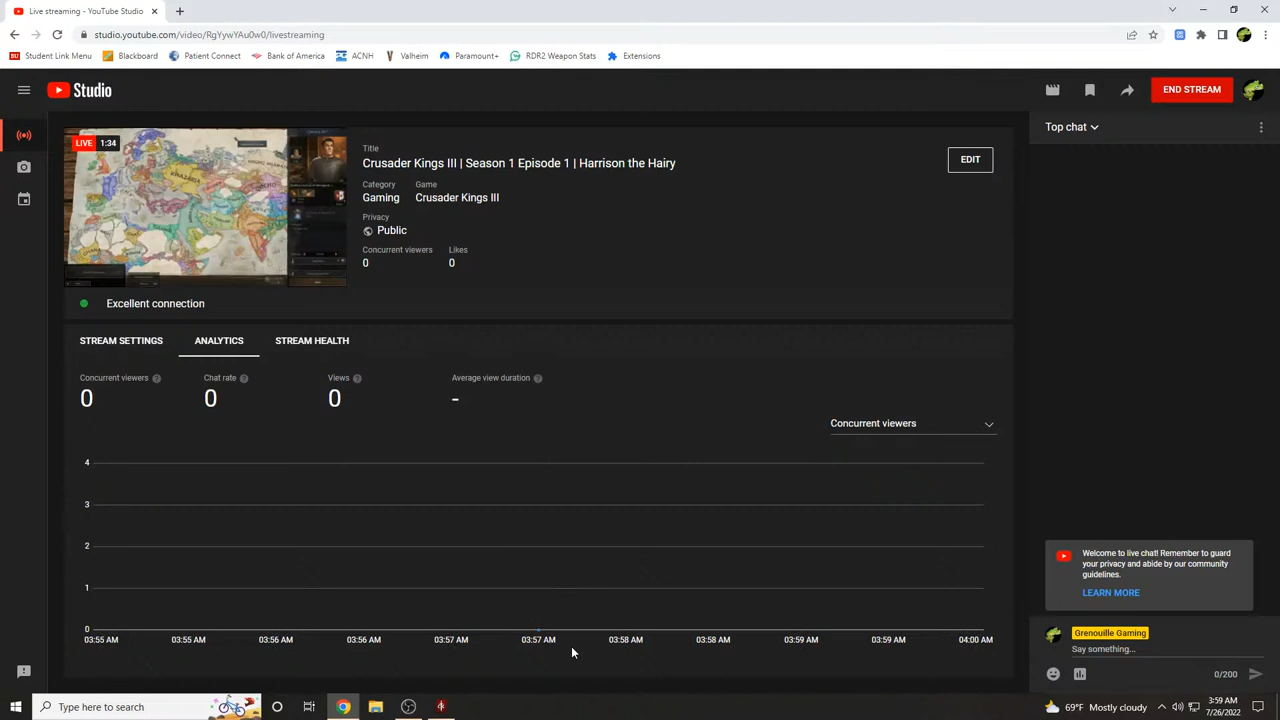 Live streaming - YouTube Studio
studio.youtube.com/video/RgYywYAu0w0/livestreaming
BU Student Link Menu Blackboard Patient Connect Bank of America ACNH Valheim Paramount+ RDR2 Weapon Stats Extensions
Studio
END STREAM
LIVE 1:34
KHAZARIA
Title
Crusader Kings III | Season 1 Episode 1 | Harrison the Hairy
EDIT
Category Game
Gaming Crusader Kings III
Privacy
Public
Concurrent viewers Likes
0 0
Excellent connection
STREAM SETTINGS ANALYTICS STREAM HEALTH
Concurrent viewers Chat rate Views Average view duration
0 0 0 -
Concurrent viewers
4
3
2
1
0
03:55 AM 03:55 AM 03:56 AM 03:56 AM 03:57 AM 03:57 AM 03:58 AM 03:58 AM 03:59 AM 03:59 AM 04:00 AM
Top chat
Welcome to live chat! Remember to guard
your privacy and abide by our community
guidelines.
LEARN MORE
Grenouille Gaming
Say something...
0/200
Type here to search
69°F Mostly cloudy
3:59 AM
7/26/2022